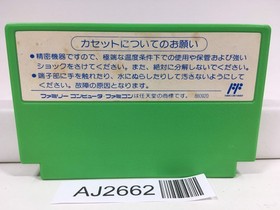 カセットについてのお願い
●精密機器ですので、極端な温度条件下での使用や保管および強い
ショックをさけてください。また、絶対に分解しないでください。
●端子部に手を触れたり、水にぬらしたりして汚さないようにして
ください。故障の原因となります。
ファミリーコンピュータ・ファミコンは任天堂の商標です。
AJ2662